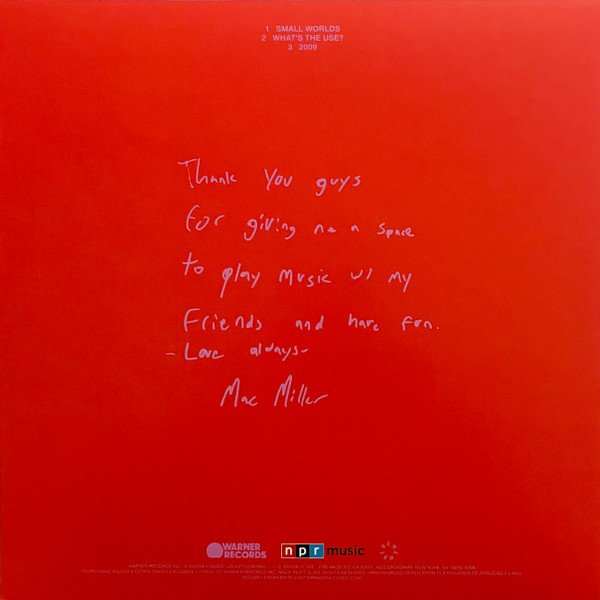 1 SMALL WORLDS
2 WHAT'S THE USE?
3 2009
Thank you guys
for giving me a space
to play music w/ my
Friends and have fun.
- Love always -
Mac Miller
WARNER RECORDS
npr music